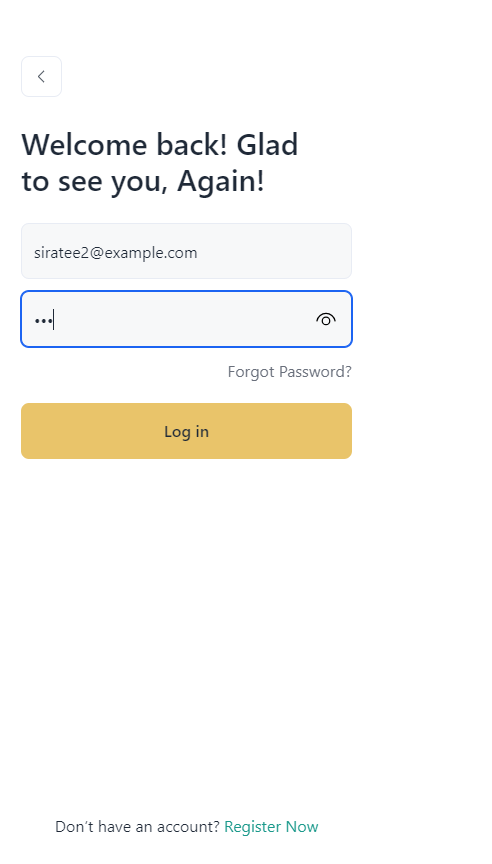 Welcome back! Glad
to see you, Again!
siratee2@example.com
•••
Forgot Password?
Log in
Don't have an account? Register Now